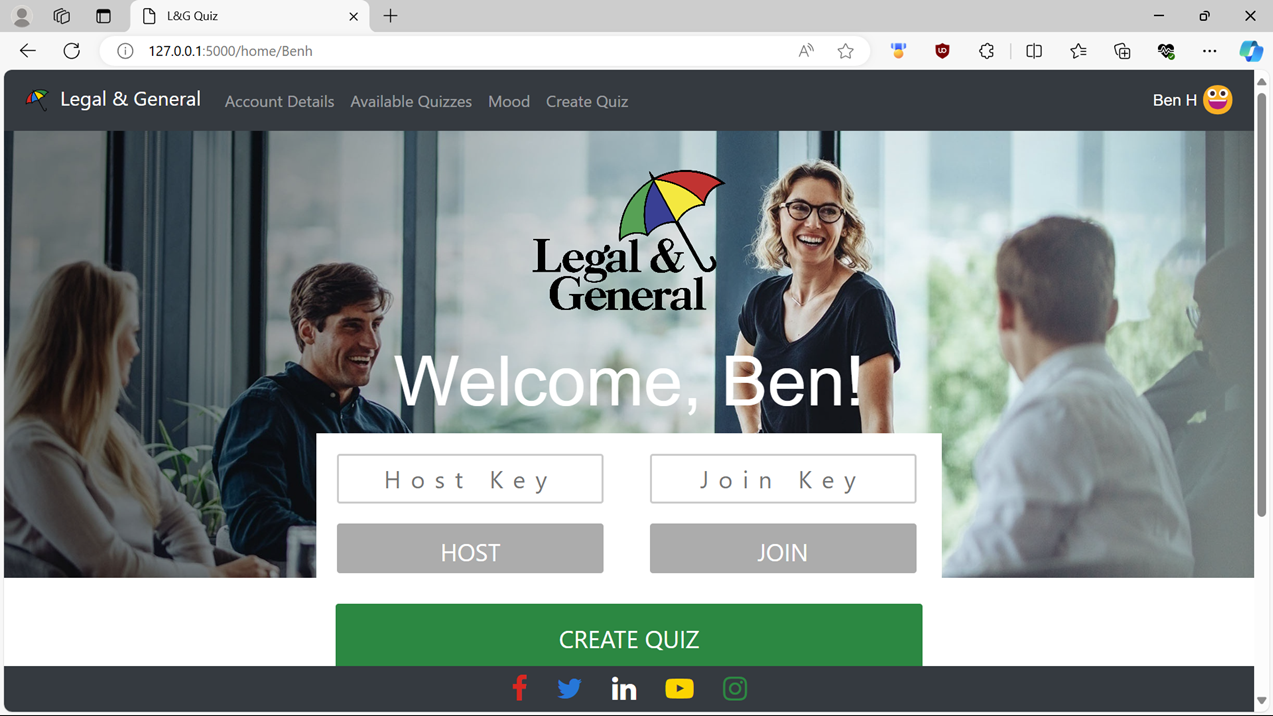 L&G Quiz
127.0.0.1:5000/home/Benh
Legal & General
Account Details
Available Quizzes
Mood
Create Quiz
Ben H
Legal &
General
Welcome, Ben!
Host Key
Join Key
HOST
JOIN
CREATE QUIZ